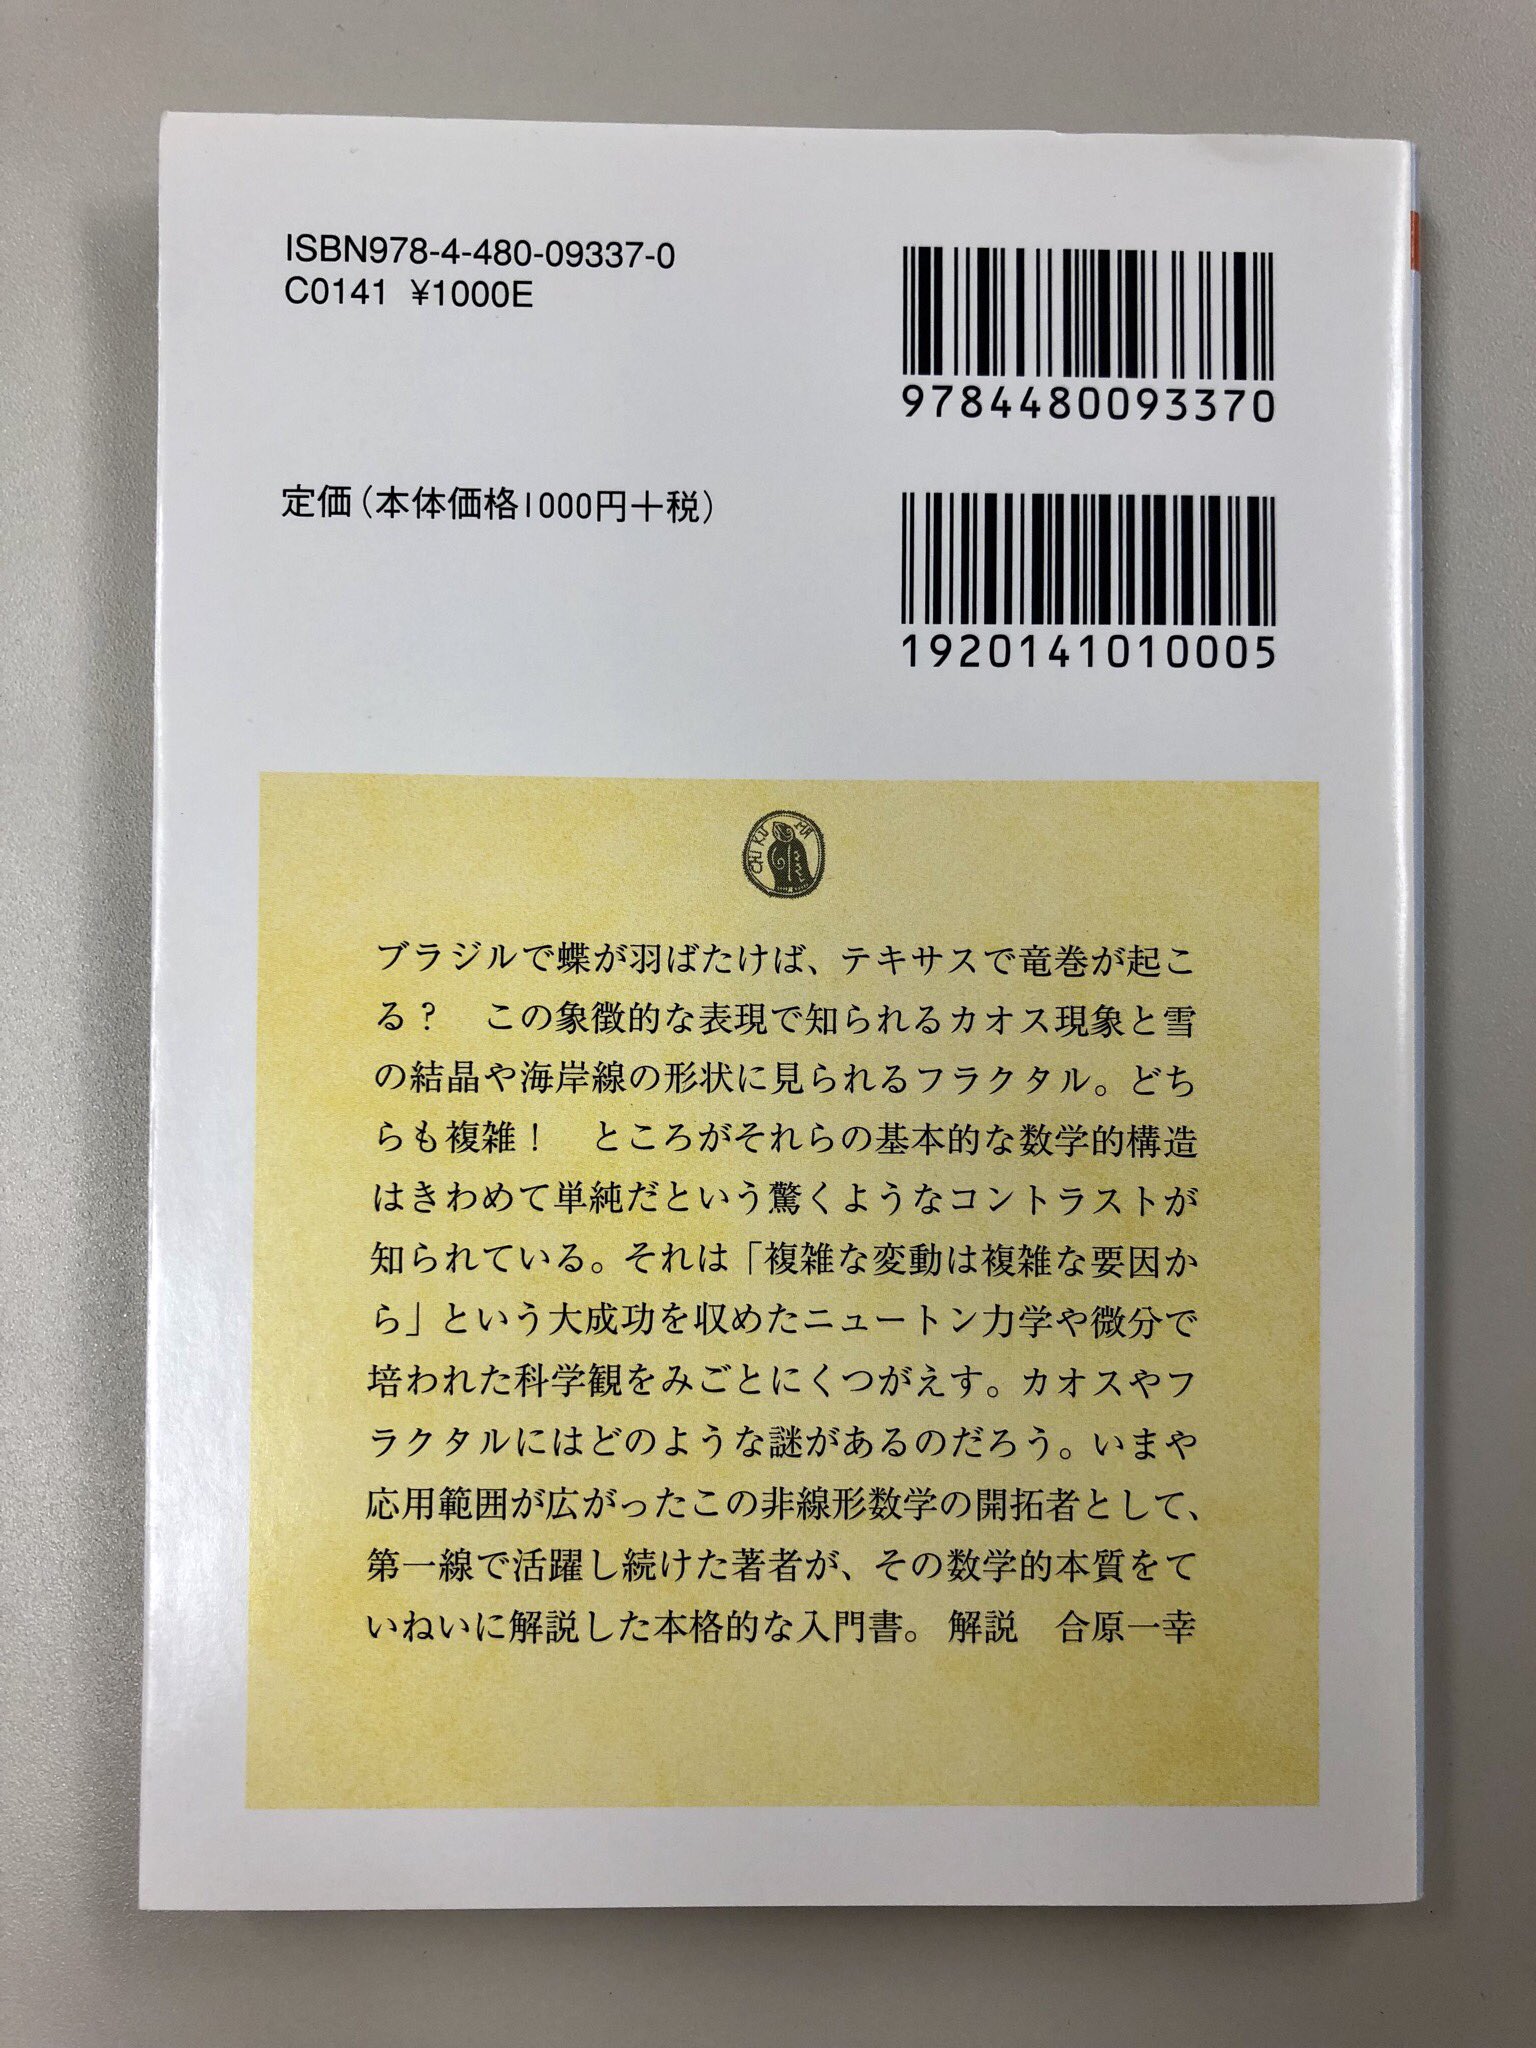 ISBN978-4-480-09337-0
C0141 ¥1000E
9784480093370
定価(本体価格1000円+税)
1920141010005
CHIKUMA
ブラジルで蝶が羽ばたけば、テキサスで竜巻が起こ
る？　この象徴的な表現で知られるカオス現象と雪
の結晶や海岸線の形状に見られるフラクタル。どち
らも複雑！　ところがそれらの基本的な数学的構造
はきわめて単純だという驚くようなコントラストが
知られている。それは「複雑な変動は複雑な要因か
ら」という大成功を収めたニュートン力学や微分で
培われた科学観をみごとにくつがえす。カオスやフ
ラクタルにはどのような謎があるのだろう。いまや
応用範囲が広がったこの非線形数学の開拓者として、
第一線で活躍し続けた著者が、その数学的本質をて
いねいに解説した本格的な入門書。 解説　合原一幸